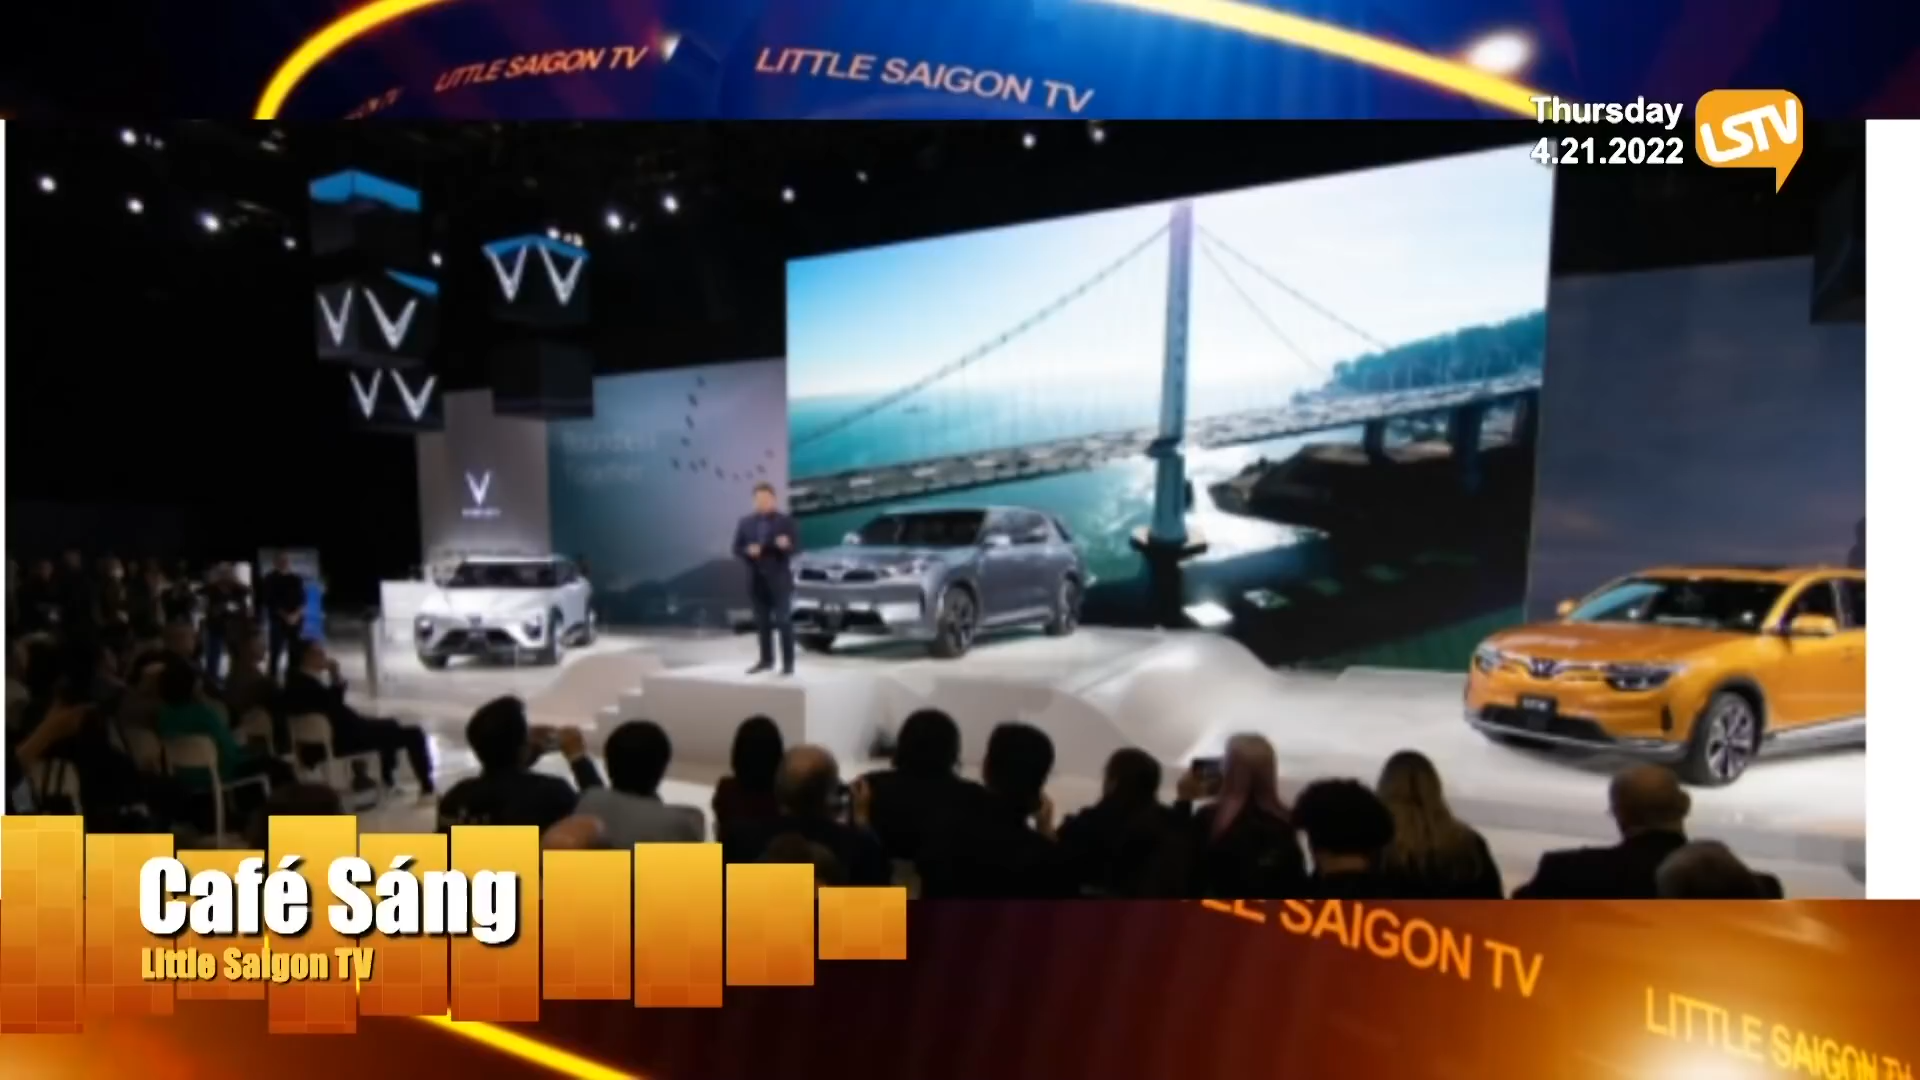 LITTLE SAIGON TV
LITTLE SAIGON TV
Thursday
4.21.2022
LSTV
Café Sáng
Little Saigon TV
SAIGON TV
LITTLE SAIGON TV